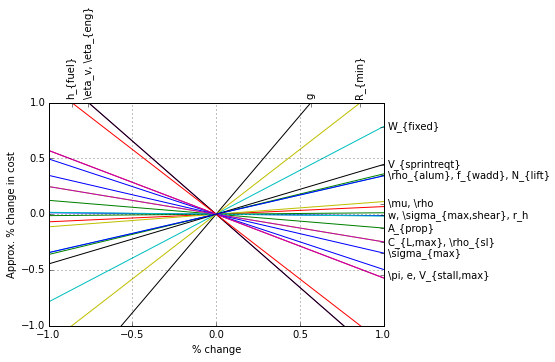 h_{fuel}
\eta_v, \eta_{eng}
g
R_{min}
1.0
0.5
0.0
−0.5
−1.0
Approx. % change in cost
W_{fixed}
V_{sprintreqt}
\rho_{alum}, f_{wadd}, N_{lift}
\mu, \rho
w, \sigma_{max,shear}, r_h
A_{prop}
C_{L,max}, \rho_{sl}
\sigma_{max}
\pi, e, V_{stall,max}
−1.0 −0.5 0.0 0.5 1.0
% change